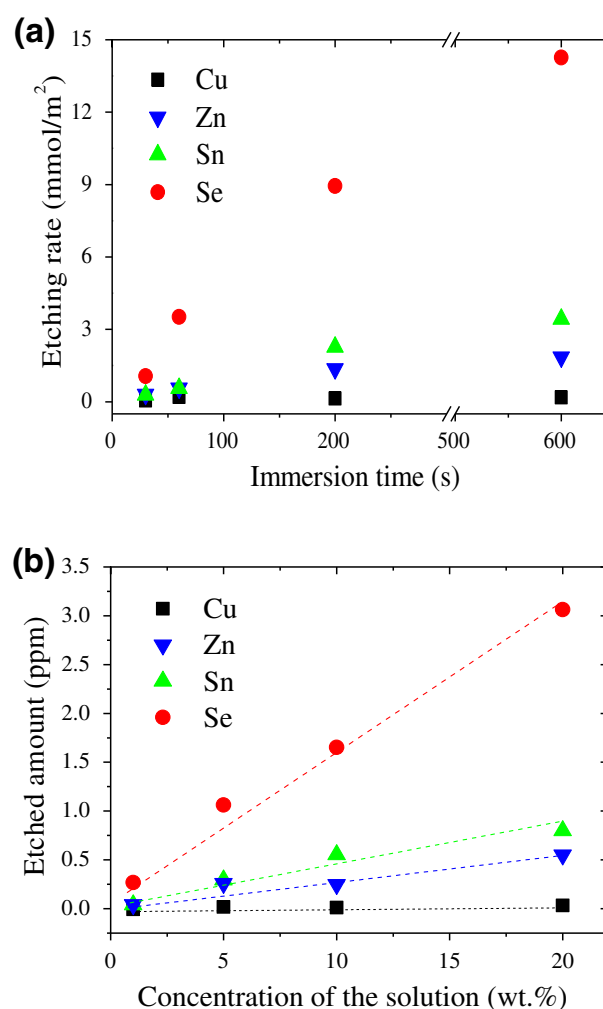 (a)
Etching rate (mmol/m²)
15
12
9
6
3
0
Cu
Zn
Sn
Se
0 100 200 500 600
Immersion time (s)
(b)
Etched amount (ppm)
3.5
3.0
2.5
2.0
1.5
1.0
0.5
0.0
Cu
Zn
Sn
Se
0 5 10 15 20
Concentration of the solution (wt.%)